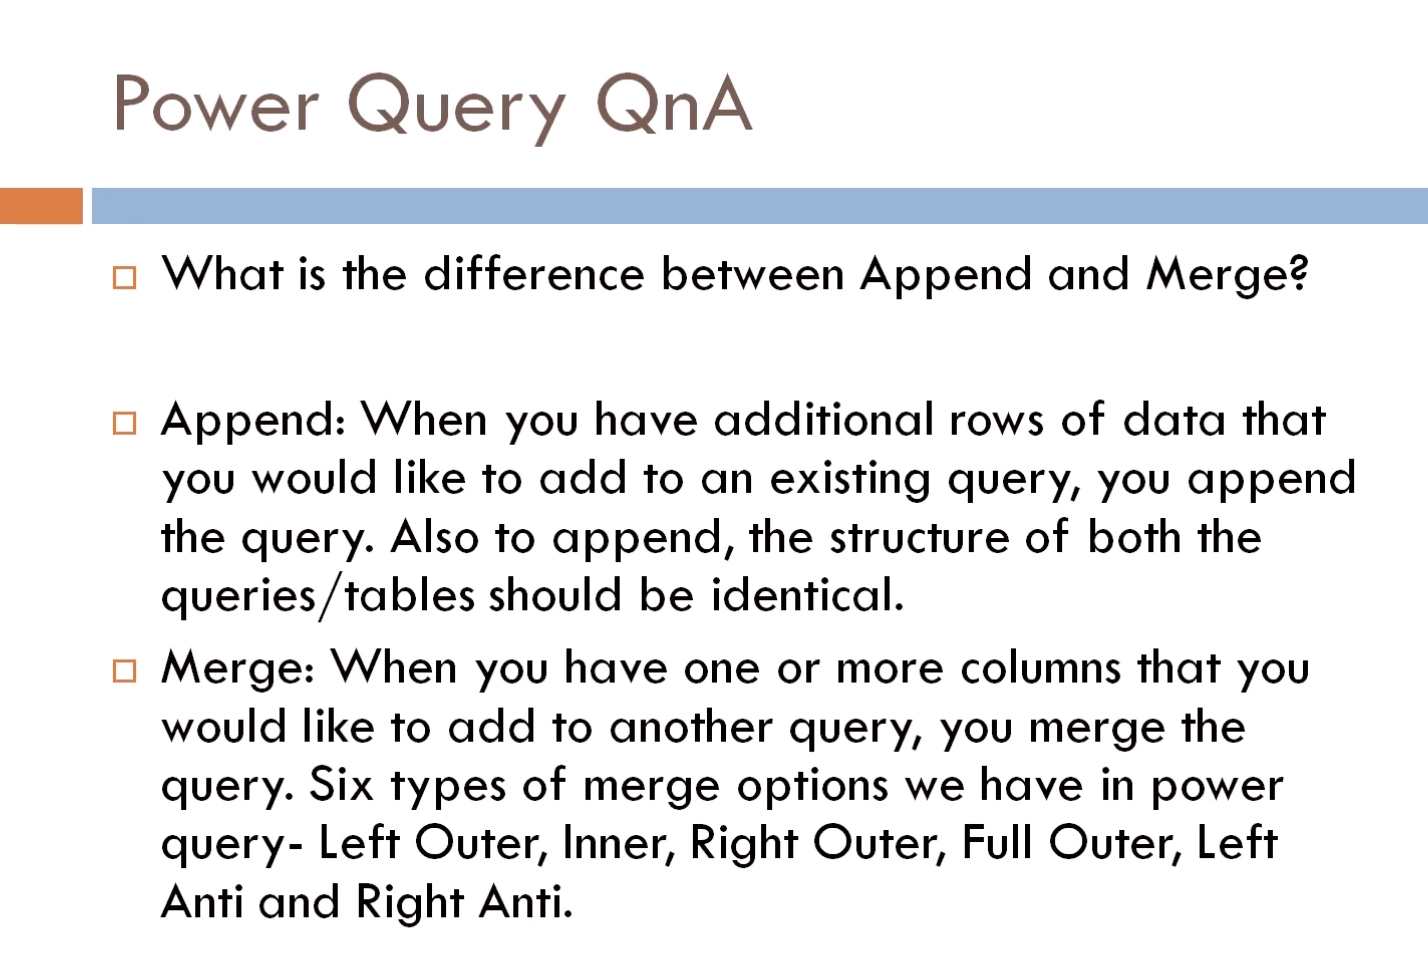 Power Query QnA
What is the difference between Append and Merge?
Append: When you have additional rows of data that
you would like to add to an existing query, you append
the query. Also to append, the structure of both the
queries/tables should be identical.
Merge: When you have one or more columns that you
would like to add to another query, you merge the
query. Six types of merge options we have in power
query- Left Outer, Inner, Right Outer, Full Outer, Left
Anti and Right Anti.